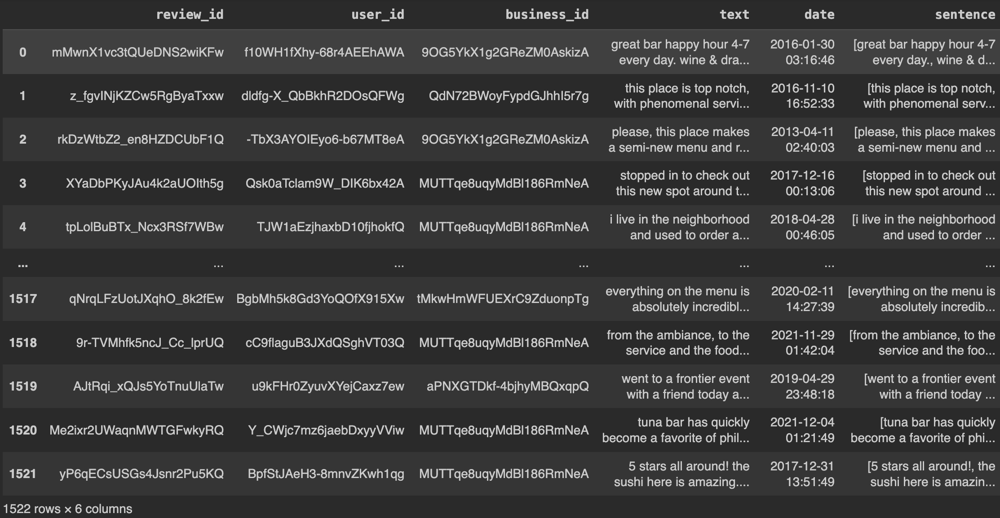 review_id user_id business_id text date sentence
0 mMwnX1vc3tQUeDNS2wiKFw f10WH1fXhy-68r4AEEhAWA 9OG5YkX1g2GReZM0AskizA great bar happy hour 4-7 2016-01-30 [great bar happy hour 4-7
every day. wine & dra... 03:16:46 every day., wine & d...
1 z_fgvINjKZCw5RgByaTxxw dldfg-X_QbBkhR2DOsQFWg QdN72BWoyFypdGJhhI5r7g this place is top notch, 2016-11-10 [this place is top notch,
with phenomenal servi... 16:52:33 with phenomenal serv...
2 rkDzWtbZ2_en8HZDCUbF1Q -TbX3AYOIEyo6-b67MT8eA 9OG5YkX1g2GReZM0AskizA please, this place makes 2013-04-11 [please, this place makes
a semi-new menu and r... 02:40:03 a semi-new menu and ...
3 XYaDbPKyJAu4k2aUOIth5g Qsk0aTclam9W_DIK6bx42A MUTTqe8uqyMdBl186RmNeA stopped in to check out 2017-12-16 [stopped in to check out
this new spot around t... 00:13:06 this new spot around ...
4 tpLolBuBTx_Ncx3RSf7WBw TJW1aEzjhaxbD10fjhokfQ MUTTqe8uqyMdBl186RmNeA i live in the neighborhood 2018-04-28 [i live in the neighborhood
and used to order a... 00:46:05 and used to order ...
... ... ... ... ... ... ...
1517 qNrqLFzUotJXqhO_8k2fEw BgbMh5k8Gd3YoQOfX915Xw tMkwHmWFUEXrC9ZduonpTg everything on the menu is 2020-02-11 [everything on the menu is
absolutely incredibl... 14:27:39 absolutely incredib...
1518 9r-TVMhfk5ncJ_Cc_lprUQ cC9flaguB3JXdQSghVT03Q MUTTqe8uqyMdBl186RmNeA from the ambiance, to the 2021-11-29 [from the ambiance, to the
service and the food... 01:42:04 service and the foo...
1519 AJtRqi_xQJs5YoTnuUlaTw u9kFHr0ZyuvXYejCaxz7ew aPNXGTDkf-4bjhyMBQxqpQ went to a frontier event 2019-04-29 [went to a frontier event
with a friend today a... 23:48:18 with a friend today ...
1520 Me2ixr2UWaqnMWTGFwkyRQ Y_CWjc7mz6jaebDxyyVViw MUTTqe8uqyMdBl186RmNeA tuna bar has quickly 2021-12-04 [tuna bar has quickly
become a favorite of phil... 01:21:49 become a favorite of phi...
1521 yP6qECsUSGs4Jsnr2Pu5KQ BpfStJAeH3-8mnvZKwh1qg MUTTqe8uqyMdBl186RmNeA 5 stars all around! the 2017-12-31 [5 stars all around!, the
sushi here is amazing.... 13:51:49 sushi here is amazin...
1522 rows × 6 columns